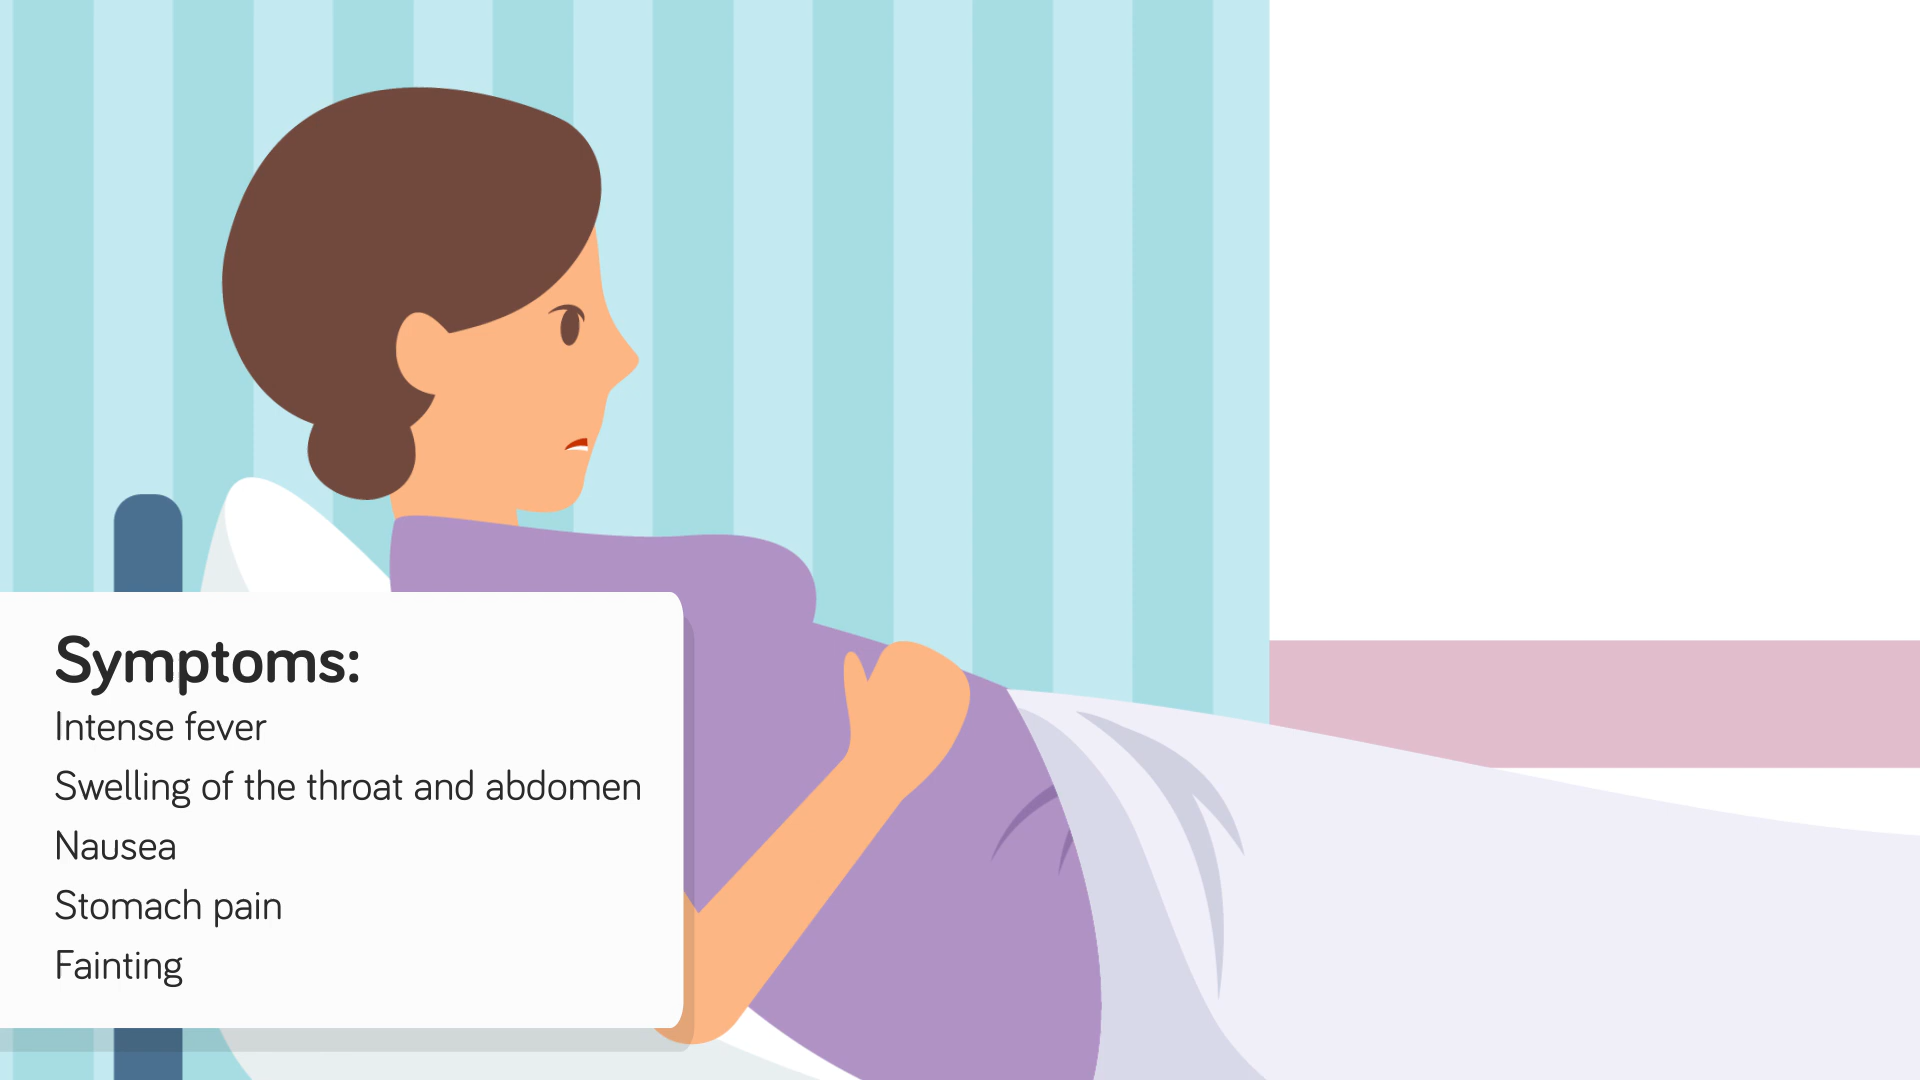 Symptoms:
Intense fever
Swelling of the throat and abdomen
Nausea
Stomach pain
Fainting